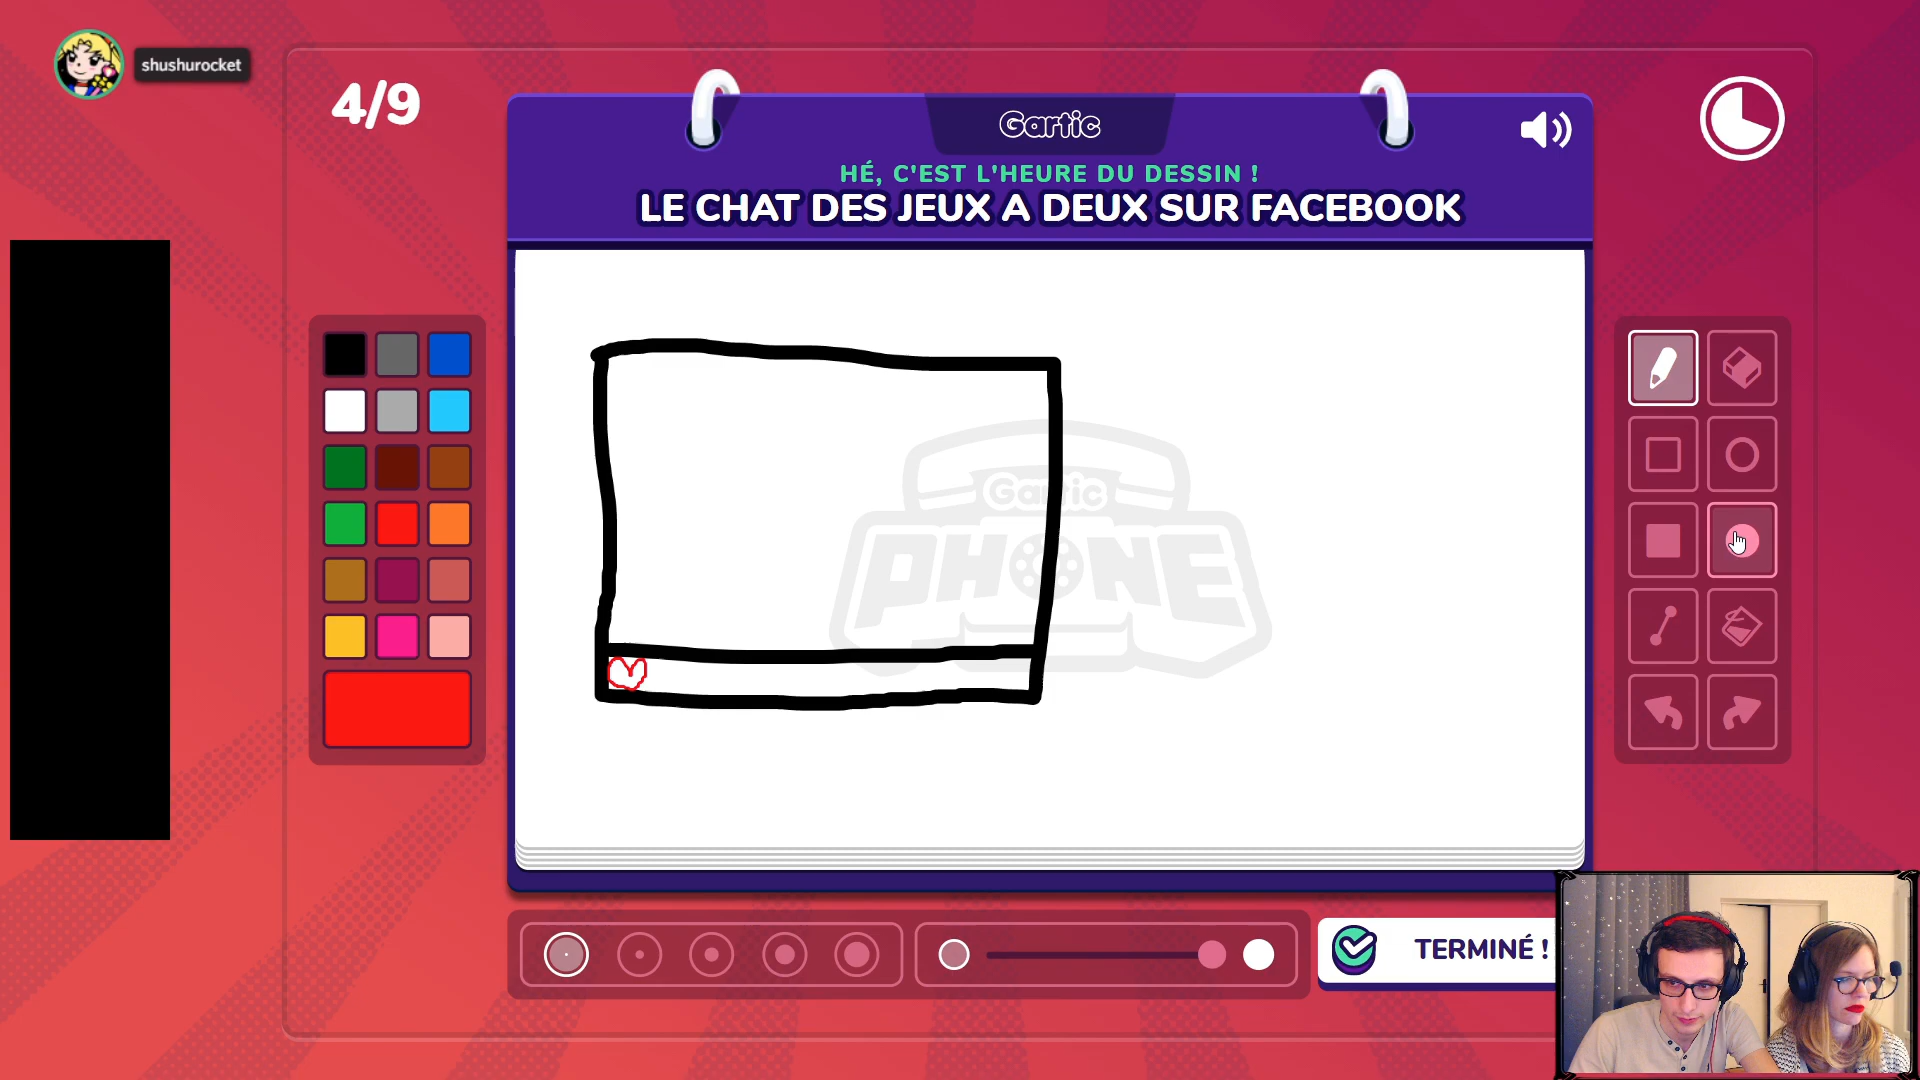 shushurocket
4/9
Gartic
HÉ, C'EST L'HEURE DU DESSIN !
LE CHAT DES JEUX A DEUX SUR FACEBOOK
Gartic
PHONE
TERMINÉ !